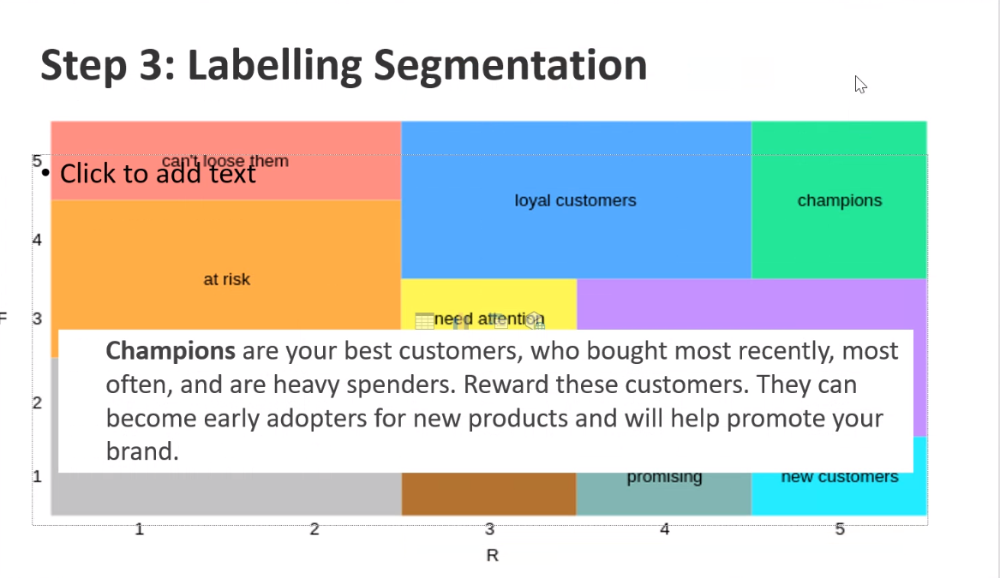 Step 3: Labelling Segmentation
5
can't loose them
• Click to add text
loyal customers
champions
4
at risk
F
3
need attention
Champions are your best customers, who bought most recently, most
often, and are heavy spenders. Reward these customers. They can
become early adopters for new products and will help promote your
brand.
2
1
promising
new customers
1
2
3
4
5
R